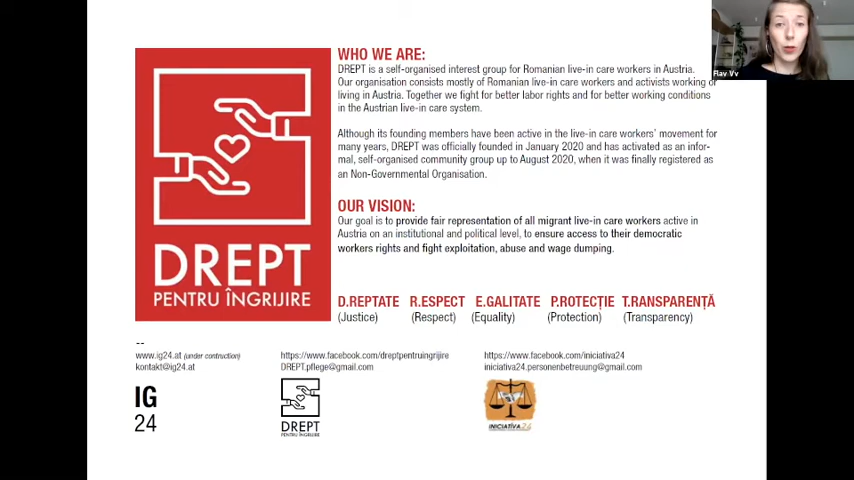 WHO WE ARE:
DREPT is a self-organised interest group for Romanian live-in care workers in Austria.
Our organisation consists mostly of Romanian live-in care workers and activists working or
living in Austria. Together we fight for better labor rights and for better working conditions
in the Austrian live-in care system.
Although its founding members have been active in the live-in care workers' movement for
many years, DREPT was officially founded in January 2020 and has activated as an infor-
mal, self-organised community group up to August 2020, when it was finally registered as
an Non-Governmental Organisation.
OUR VISION:
Our goal is to provide fair representation of all migrant live-in care workers active in
Austria on an institutional and political level, to ensure access to their democratic
workers rights and fight exploitation, abuse and wage dumping.
DREPT
PENTRU ÎNGRIJIRE
D.REPTATE R.ESPECT E.GALITATE P.ROTECȚIE T.RANSPARENȚĂ
(Justice) (Respect) (Equality) (Protection) (Transparency)
--
www.ig24.at (under contruction)
kontakt@ig24.at
https://www.facebook.com/dreptpentruingrijire
DREPT.pflege@gmail.com
https://www.facebook.com/iniciativa24
iniciativa24.personenbetreuung@gmail.com
IG
24
DREPT
PENTRU ÎNGRIJIRE
INICIATÍVA24
Flav Vv